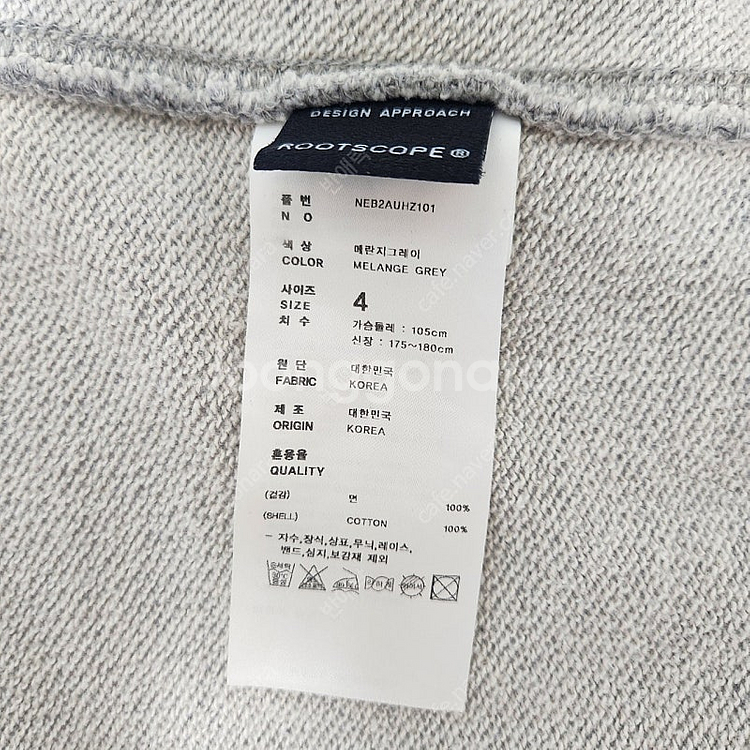 DESIGN APPROACH
ROOTSCOPE®
품 번 NEB2AUHZ101
N O
색 상 메란지그레이
COLOR MELANGE GREY
사이즈 4
SIZE
치 수 가슴둘레 : 105cm
신장 : 175~180cm
원 단 대한민국
FABRIC KOREA
제 조 대한민국
ORIGIN KOREA
혼용율
QUALITY
(겉감) 면 100%
(SHELL) COTTON 100%
- 자수,장식,상표,무늬,레이스,
밴드,심지,보강재 제외
cafe.naver.com